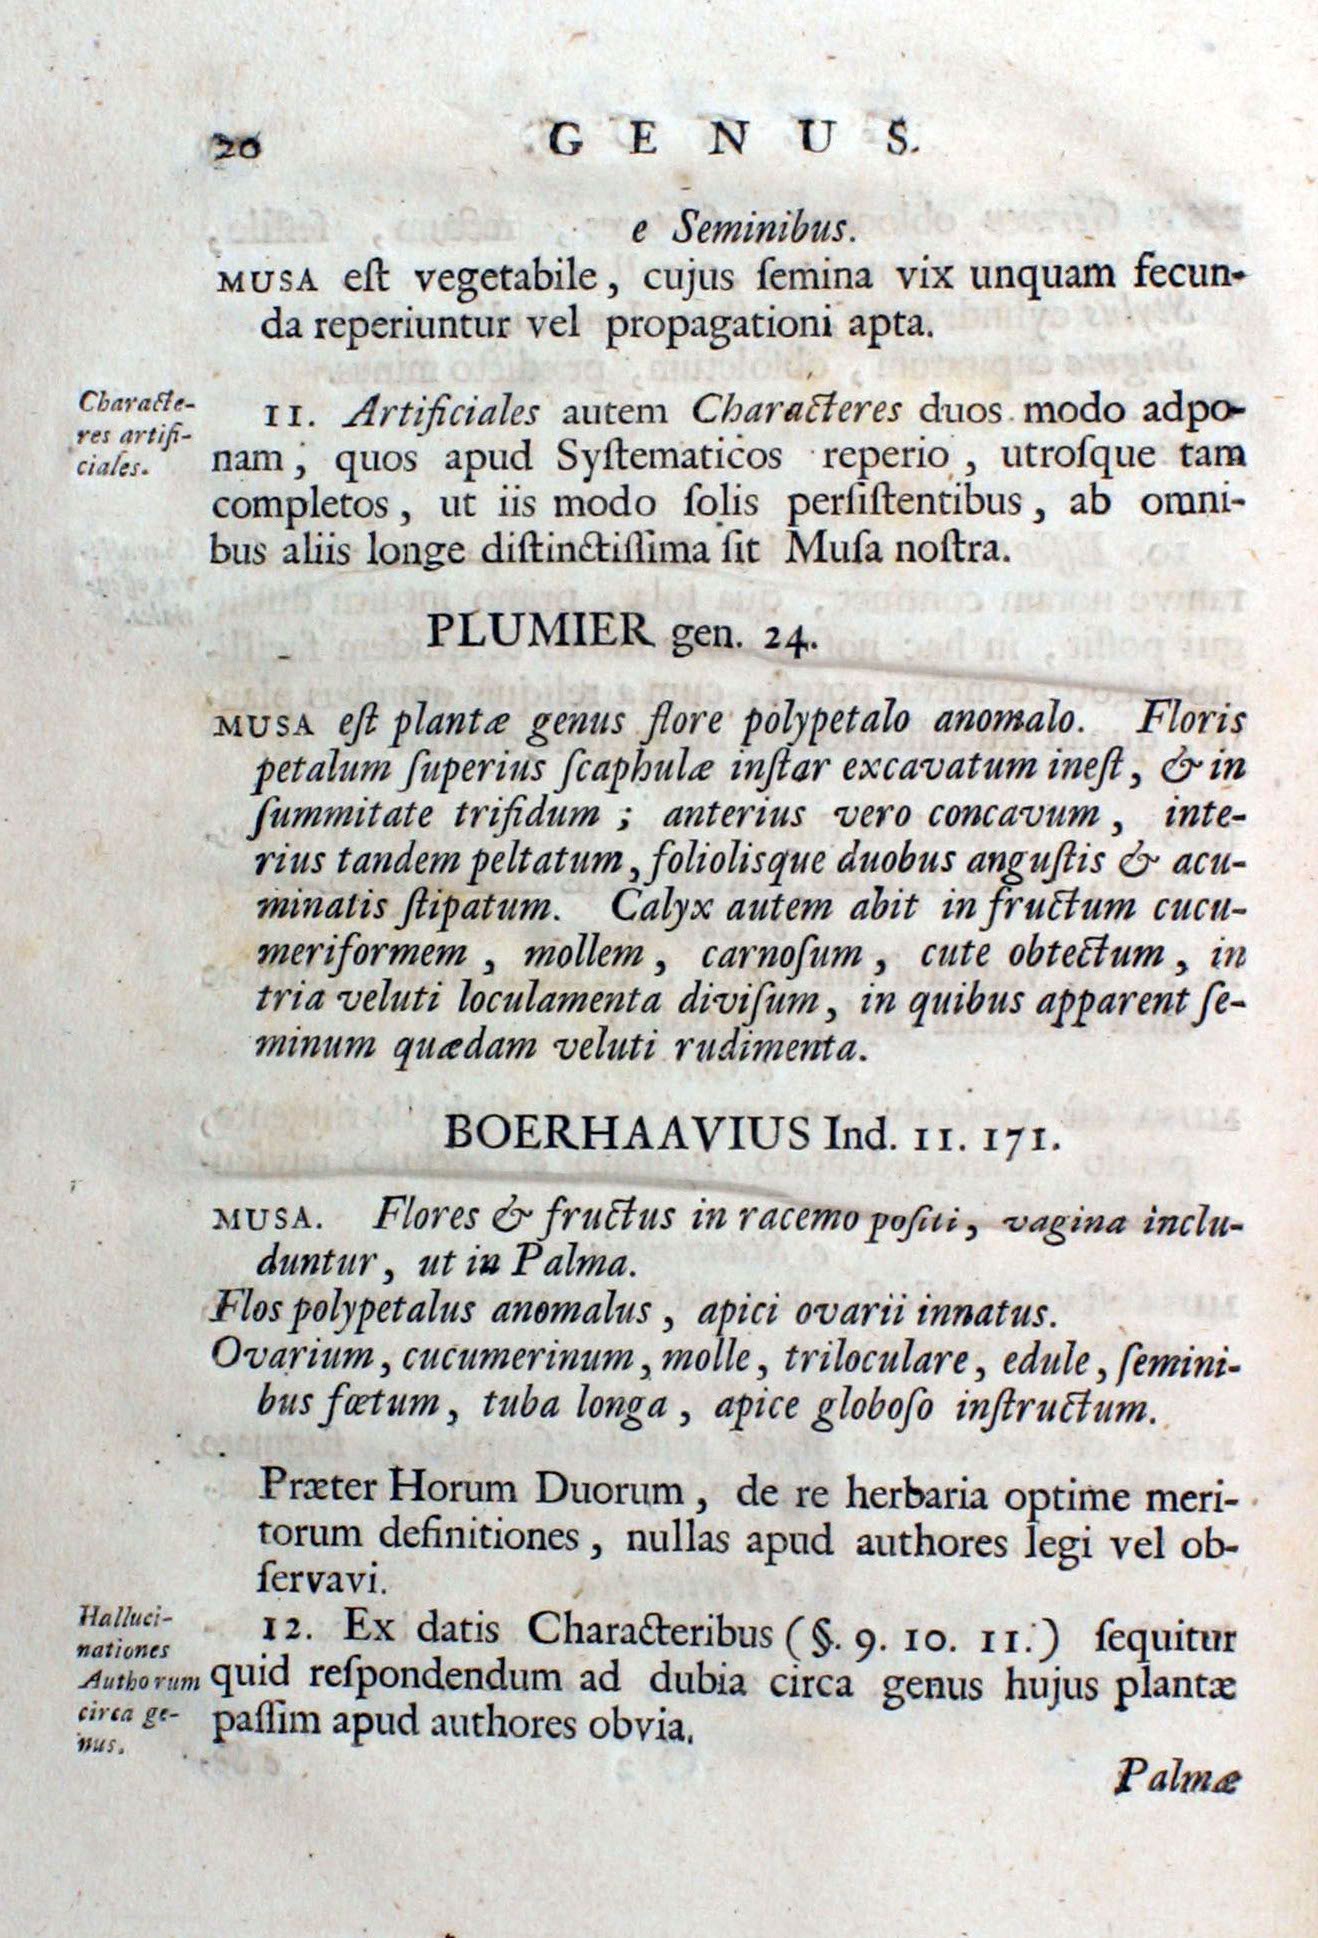 20
GENUS.
e Seminibus.
MUSA eſt vegetabile, cujus ſemina vix unquam fecun-
da reperiuntur vel propagationi apta.
Characte-
res artifi-
ciales.
11. Artificiales autem Characteres duos modo adpo-
nam, quos apud Syſtematicos reperio, utroſque tam
completos, ut iis modo ſolis perſiſtentibus, ab omni-
bus aliis longe diſtinctiſſima ſit Muſa noſtra.
PLUMIER gen. 24.
MUSA eſt plantæ genus flore polypetalo anomalo. Floris
petalum ſuperius ſcaphulæ inſtar excavatum ineſt, & in
ſummitate trifidum; anterius vero concavum, inte-
rius tandem peltatum, foliolisque duobus anguſtis & acu-
minatis ſtipatum. Calyx autem abit in fructum cucu-
meriformem, mollem, carnoſum, cute obtectum, in
tria veluti loculamenta diviſum, in quibus apparent ſe-
minum quædam veluti rudimenta.
BOERHAAVIUS Ind. 11. 171.
MUSA. Flores & fructus in racemo poſiti, vagina inclu-
duntur, ut in Palma.
Flos polypetalus anomalus, apici ovarii innatus.
Ovarium, cucumerinum, molle, triloculare, edule, ſemini-
bus fœtum, tuba longa, apice globoſo inſtructum.
Præter Horum Duorum, de re herbaria optime meri-
torum definitiones, nullas apud authores legi vel ob-
ſervavi.
Halluci-
nationes
Authorum
circa ge-
nus.
12. Ex datis Characteribus (§. 9. 10. 11.) ſequitur
quid reſpondendum ad dubia circa genus hujus plantæ
paſſim apud authores obvia.
Palmæ